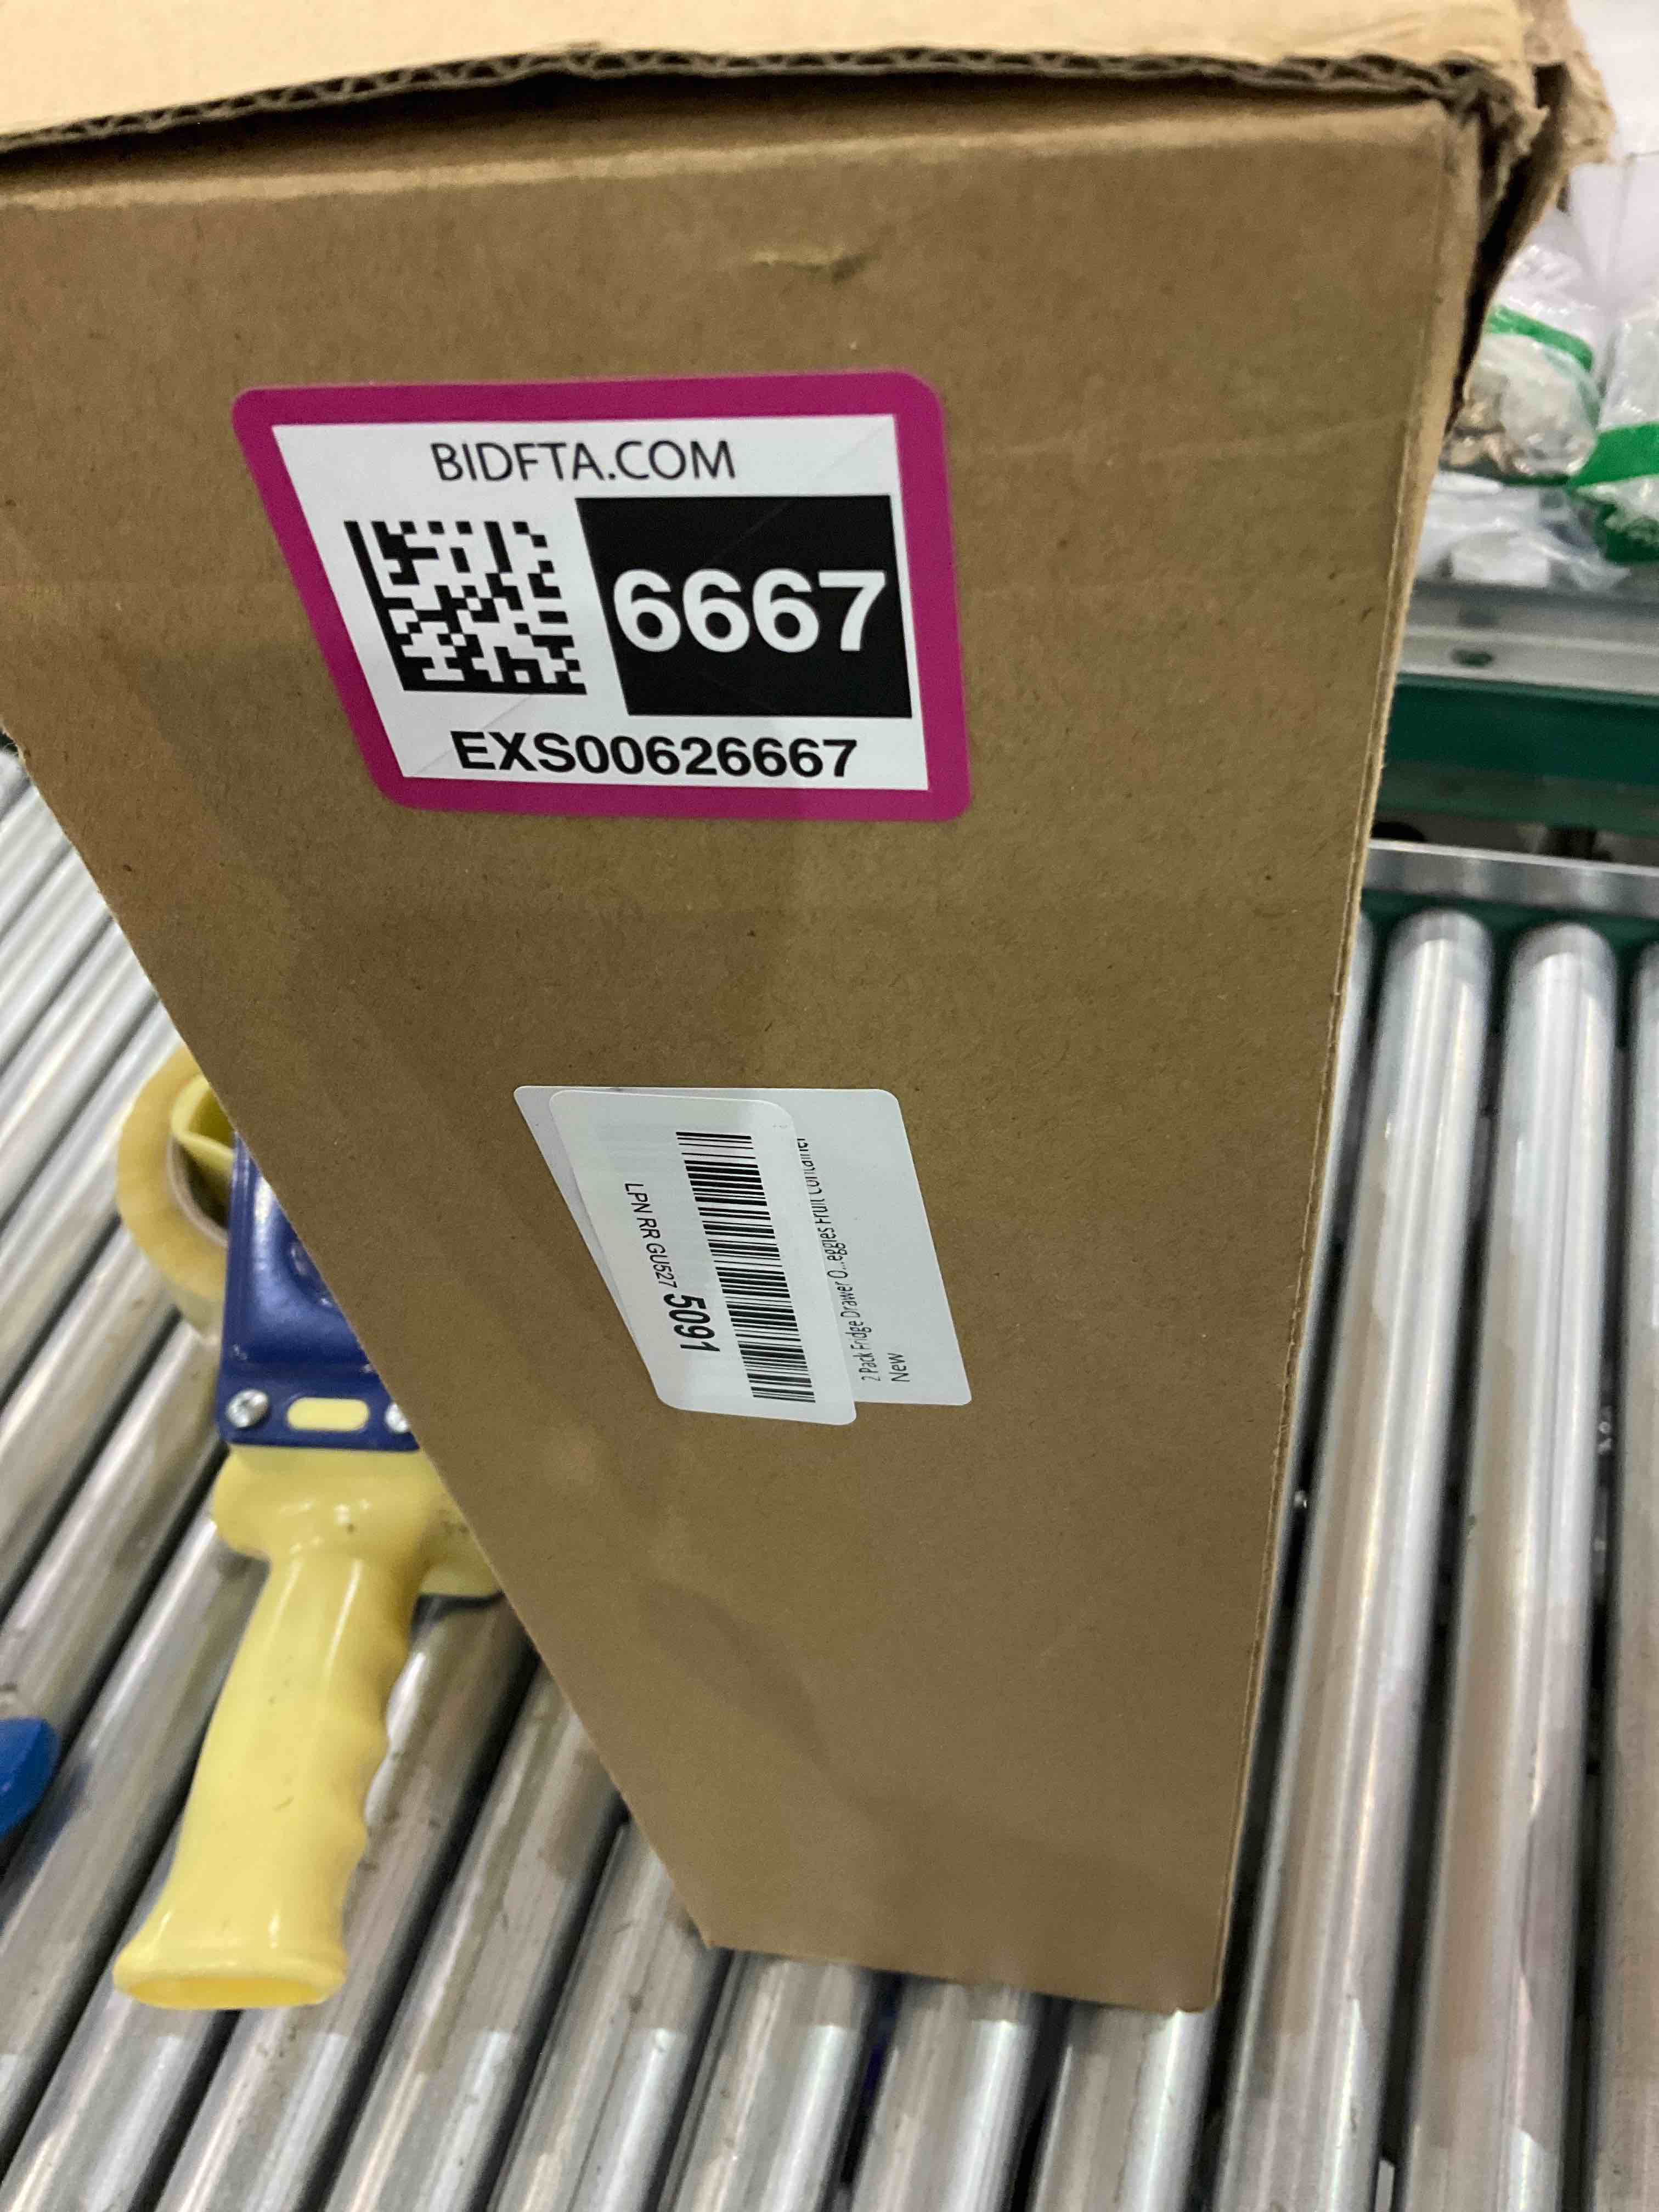 BIDFTA.COM
6667
EXS00626667
LPN RR GU527 5091
2 Pack Fridge Drawer O...eggies Fruit Container
New